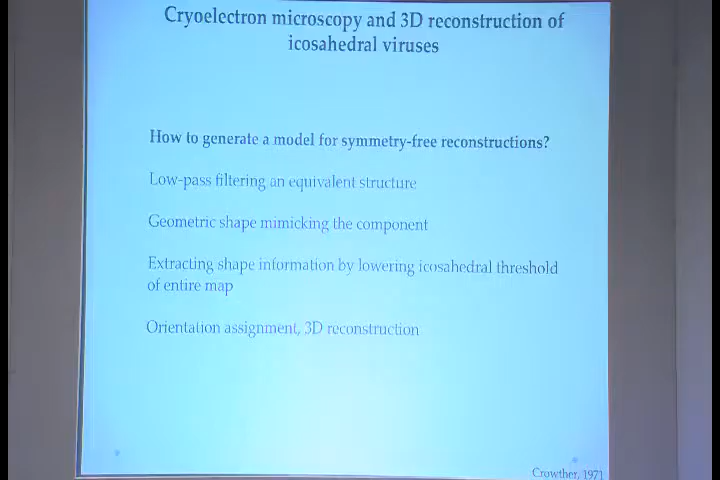 Cryoelectron microscopy and 3D reconstruction of
icosahedral viruses
How to generate a model for symmetry-free reconstructions?
Low-pass filtering an equivalent structure
Geometric shape mimicking the component
Extracting shape information by lowering icosahedral threshold
of entire map
Orientation assignment, 3D reconstruction
Crowther, 1971